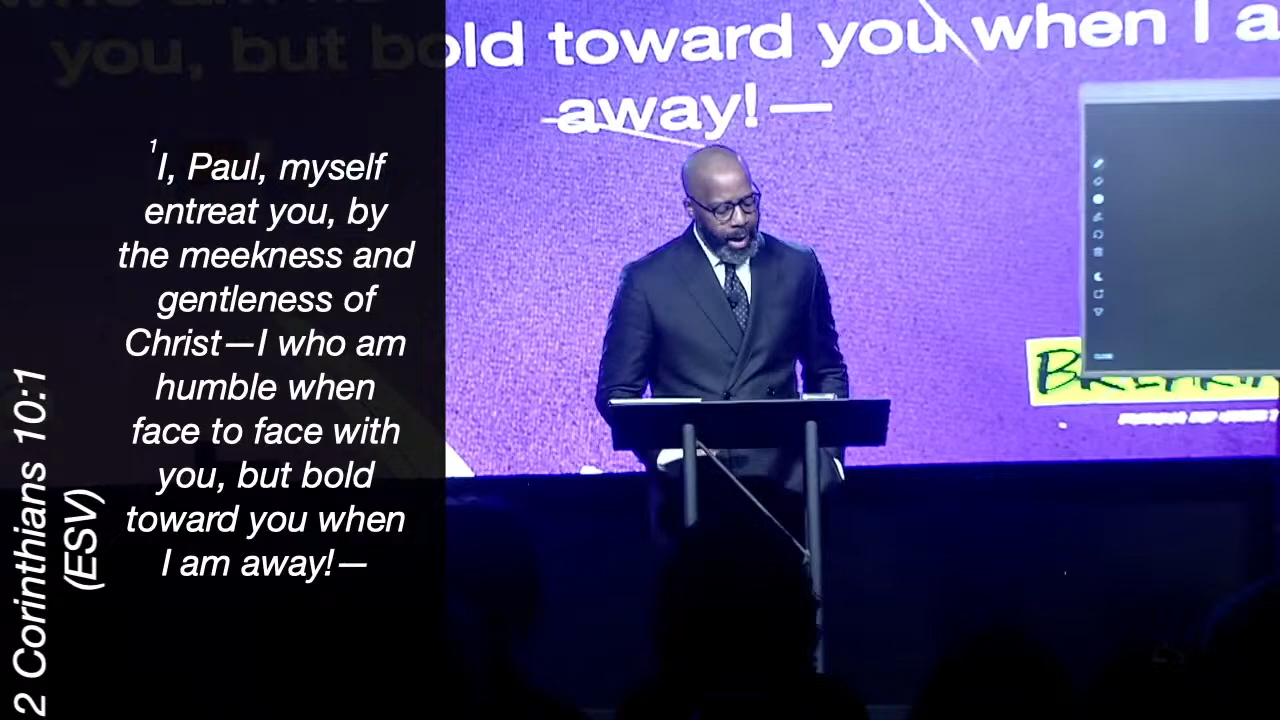 you, but bold toward you when I a
away!—
1
I, Paul, myself
entreat you, by
the meekness and
gentleness of
Christ—I who am
humble when
face to face with
you, but bold
toward you when
I am away!—
2 Corinthians 10:1
(ESV)